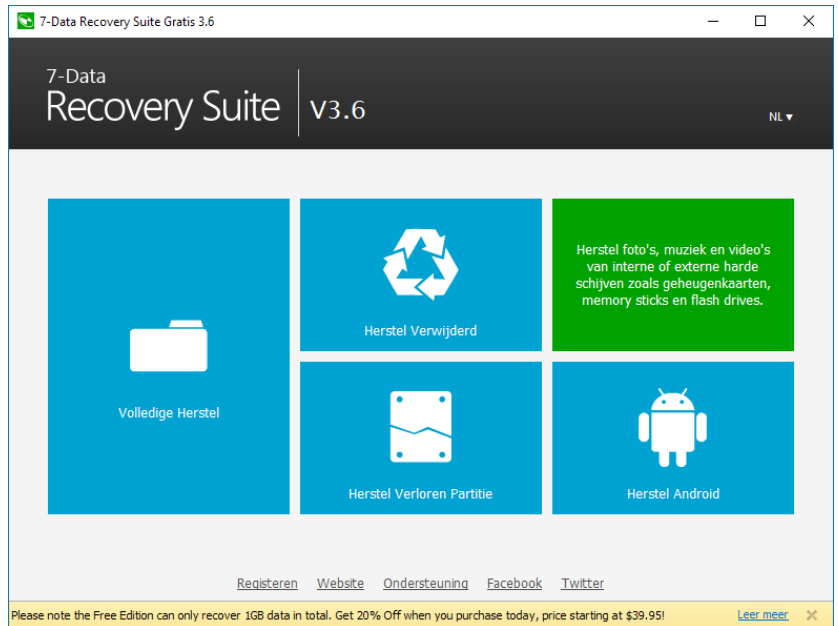 7-Data Recovery Suite Gratis 3.6
7-Data
Recovery Suite
V3.6
NL ▾
Volledige Herstel
Herstel Verwijderd
Herstel foto's, muziek en video's
van interne of externe harde
schijven zoals geheugenkaarten,
memory sticks en flash drives.
Herstel Verloren Partitie
Herstel Android
Registeren Website Ondersteuning Facebook Twitter
Please note the Free Edition can only recover 1GB data in total. Get 20% Off when you purchase today, price starting at $39.95! Leer meer